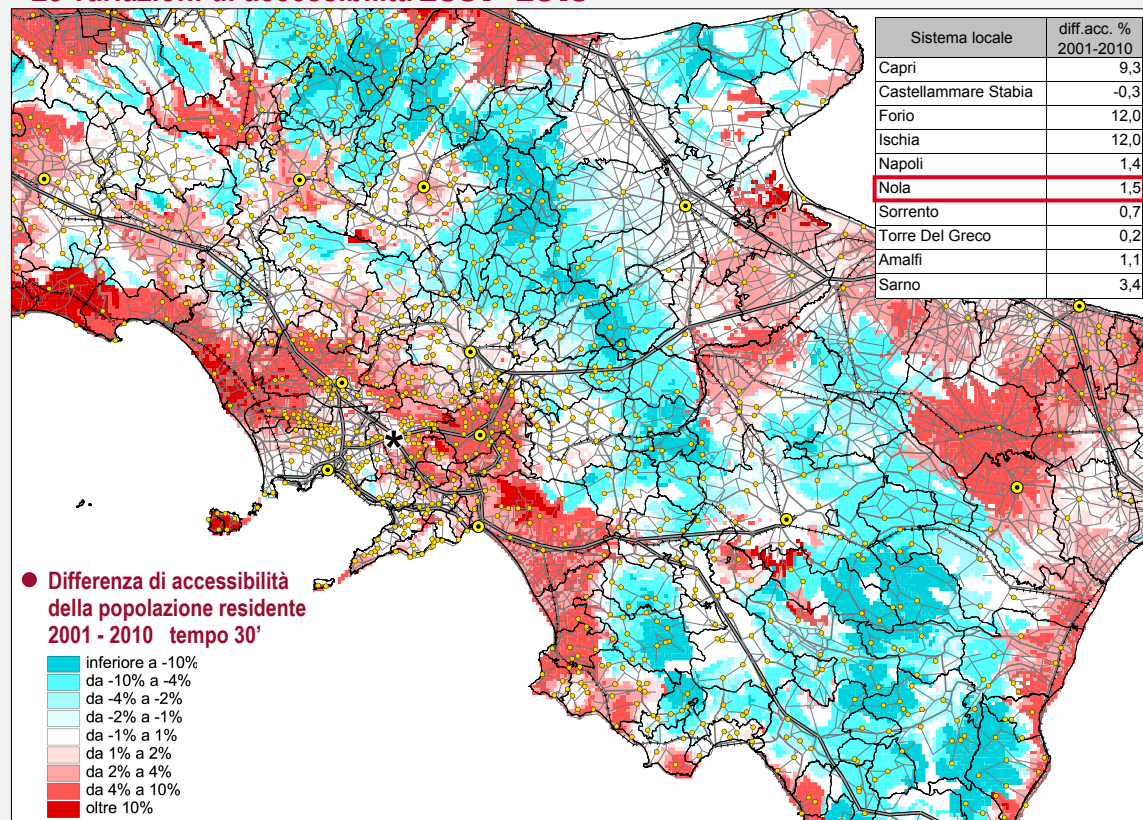 Sistema locale diff.acc. % 2001-2010
Capri 9,3
Castellammare Stabia -0,3
Forio 12,0
Ischia 12,0
Napoli 1,4
Nola 1,5
Sorrento 0,7
Torre Del Greco 0,2
Amalfi 1,1
Sarno 3,4
*
● Differenza di accessibilità
della popolazione residente
2001 - 2010 tempo 30'
inferiore a -10%
da -10% a -4%
da -4% a -2%
da -2% a -1%
da -1% a 1%
da 1% a 2%
da 2% a 4%
da 4% a 10%
oltre 10%